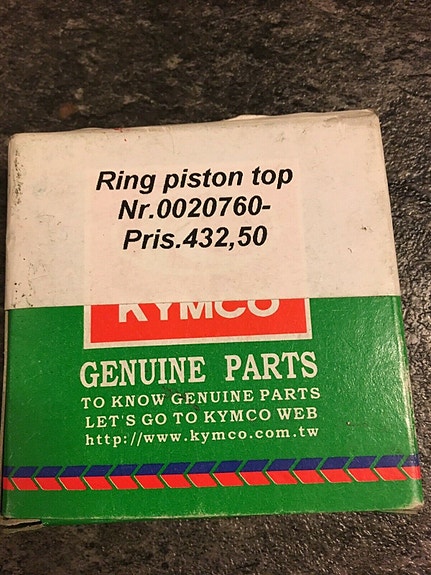 Ring piston top
Nr.0020760-
Pris.432,50
KYMCO
GENUINE PARTS
TO KNOW GENUINE PARTS
LET'S GO TO KYMCO WEB
http://www.kymco.com.tw